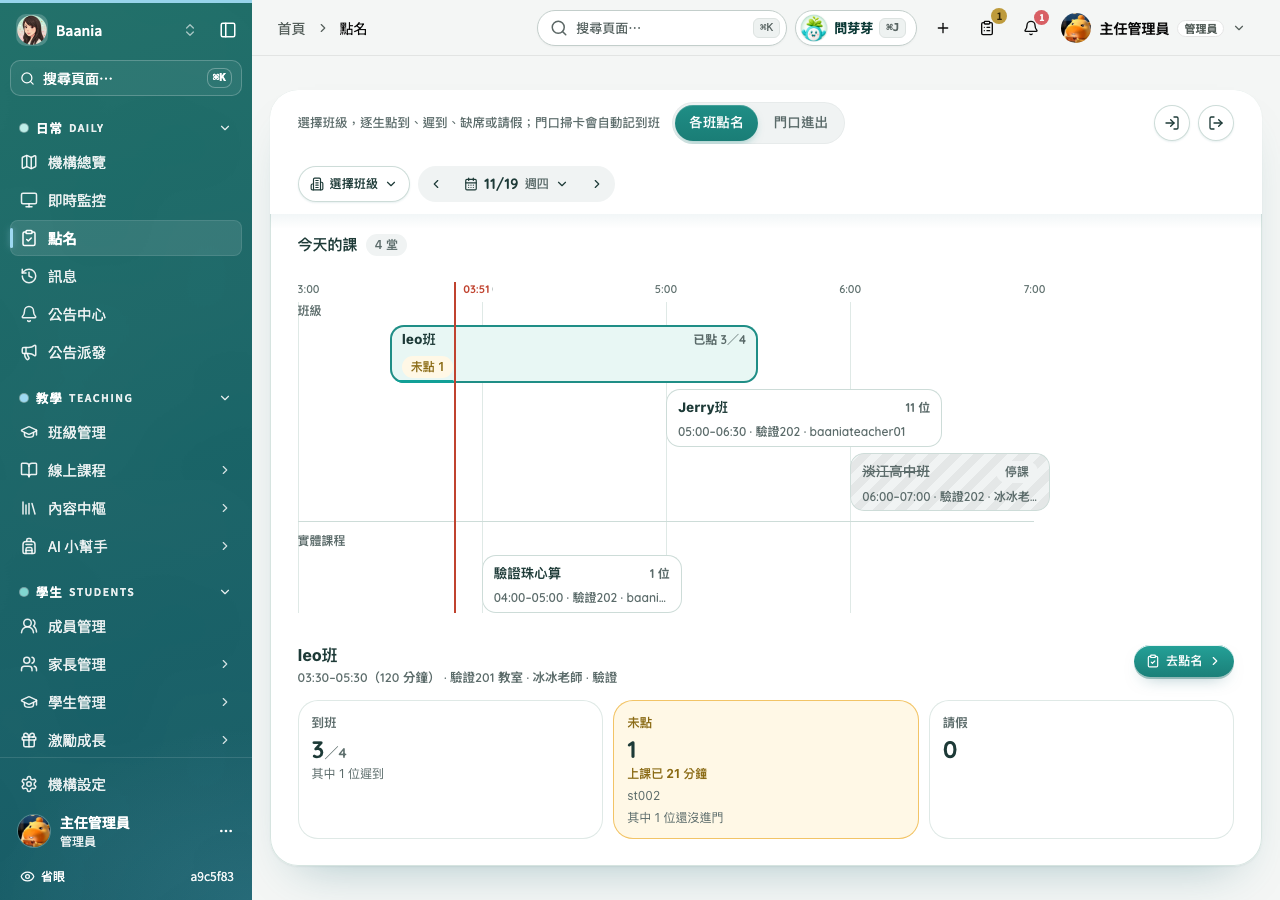 Baania
搜尋頁面… ⌘K
日常 DAILY
機構總覽
即時監控
點名
訊息
公告中心
公告派發
教學 TEACHING
班級管理
線上課程
內容中樞
AI 小幫手
學生 STUDENTS
成員管理
家長管理
學生管理
激勵成長
機構設定
主任管理員
管理員
省眼 a9c5f83
首頁 點名
搜尋頁面… ⌘K
問芽芽 ⌘J
1
1
主任管理員 管理員
選擇班級，逐生點到、遲到、缺席或請假；門口掃卡會自動記到班
各班點名 門口進出
選擇班級
11/19 週四
今天的課 4 堂
3:00 03:51 5:00 6:00 7:00
班級
leo班 已點 3／4
未點 1
Jerry班 11 位
05:00–06:30 · 驗證202 · baaniateacher01
淡江高中班 停課
06:00–07:00 · 驗證202 · 冰冰老…
實體課程
驗證珠心算 1 位
04:00–05:00 · 驗證202 · baani…
leo班
03:30–05:30（120 分鐘） · 驗證201 教室 · 冰冰老師 · 驗證
去點名
到班
3／4
其中 1 位遲到
未點
1
上課已 21 分鐘
st002
其中 1 位還沒進門
請假
0